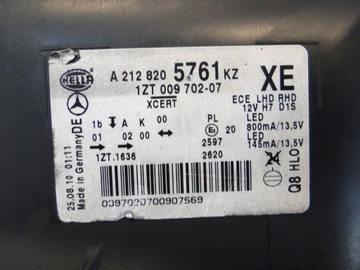 HELLA
A 212 820 5761 KZ XE
1ZT 009 702-07
XCERT
ECE LHD RHD
12V H7 D1S
LED
800mA/13,5V
LED
145mA/13,5V
1b A K 00 PL
01 02 00 E1 20
2597
1ZT.1636 2620
Q8 HLO
25.08.10 01:11
Made in Germany DE
0097020700907569